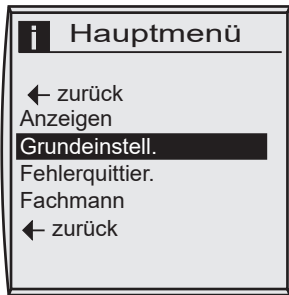 i Hauptmenü
← zurück
Anzeigen
Grundeinstell.
Fehlerquittier.
Fachmann
← zurück